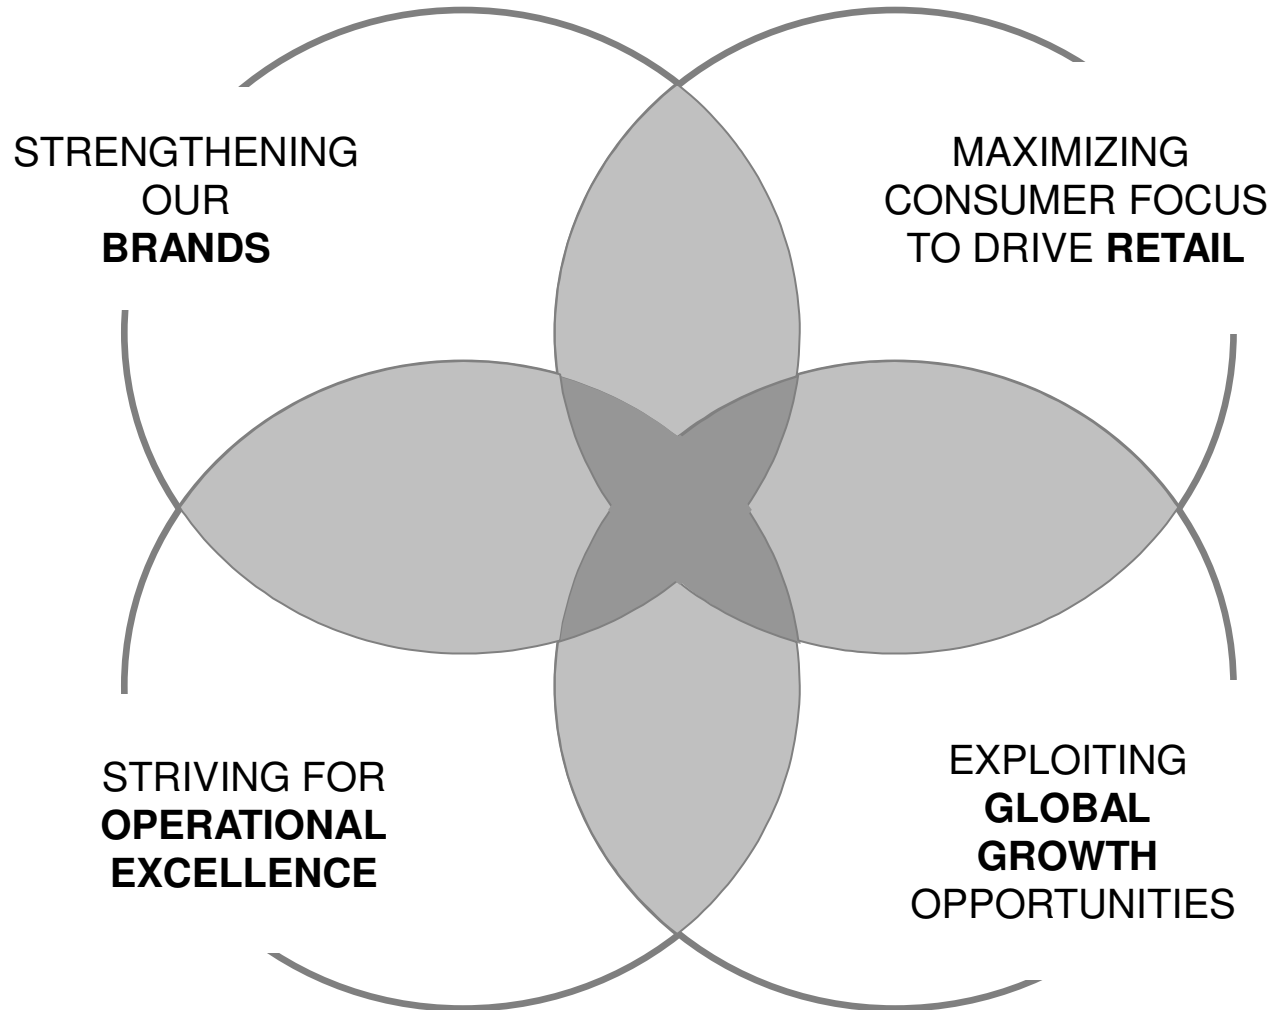 STRENGTHENING
OUR
BRANDS
MAXIMIZING
CONSUMER FOCUS
TO DRIVE RETAIL
STRIVING FOR
OPERATIONAL
EXCELLENCE
EXPLOITING
GLOBAL
GROWTH
OPPORTUNITIES